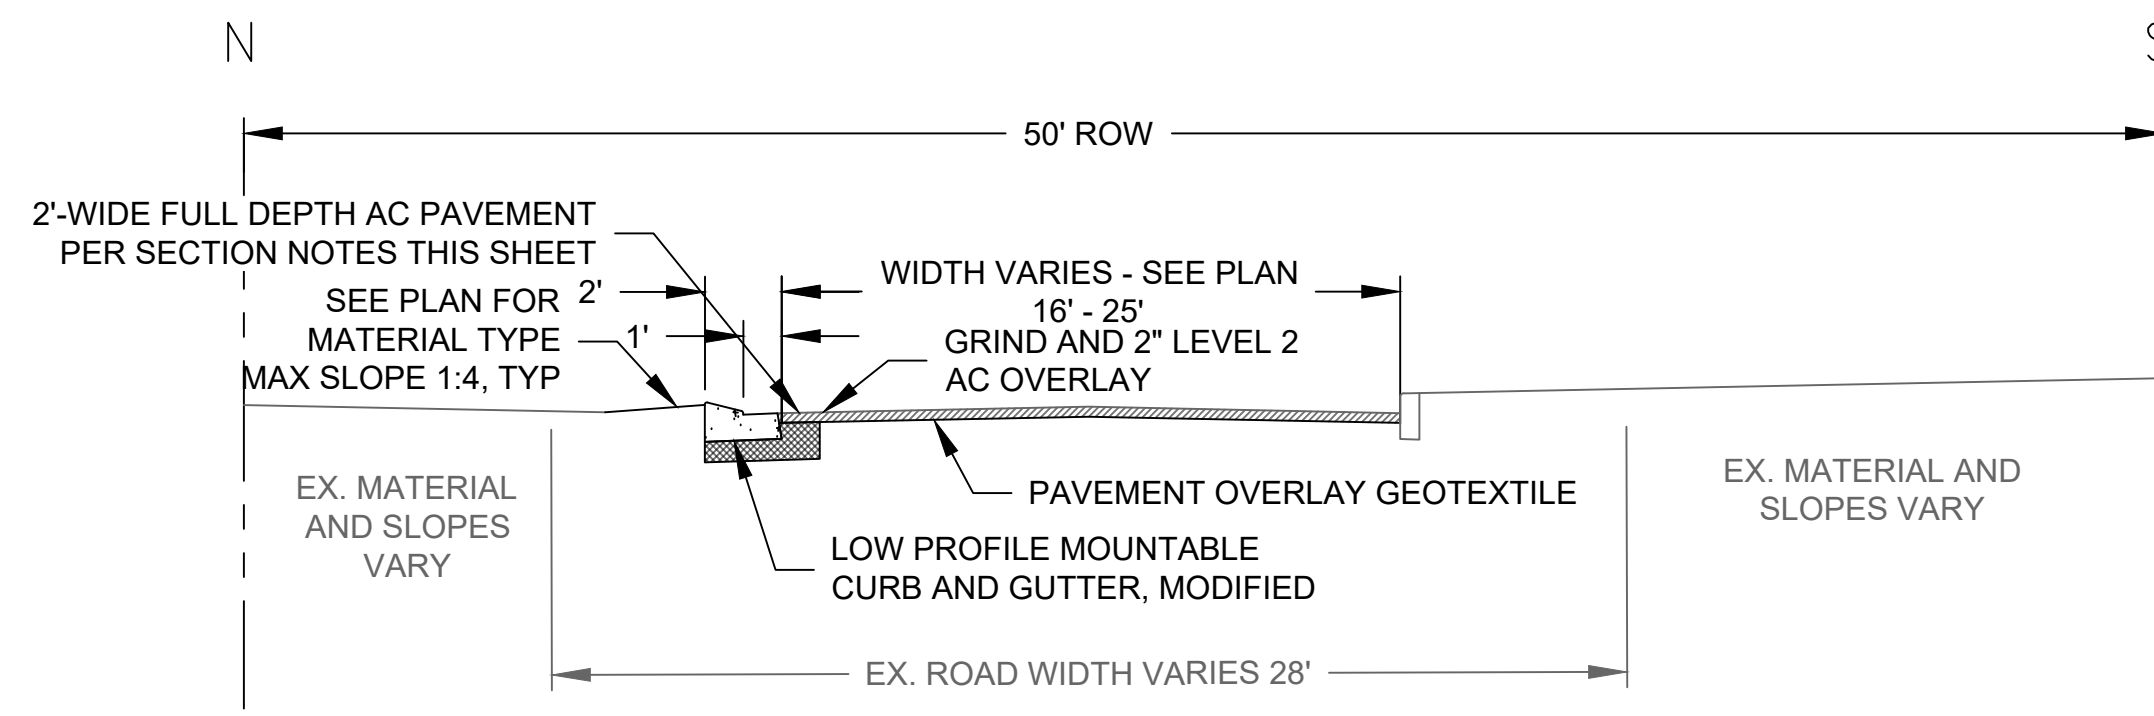 N
S
50' ROW
2'-WIDE FULL DEPTH AC PAVEMENT
PER SECTION NOTES THIS SHEET
SEE PLAN FOR
MATERIAL TYPE
MAX SLOPE 1:4, TYP
2'
1'
WIDTH VARIES - SEE PLAN
16' - 25'
GRIND AND 2" LEVEL 2
AC OVERLAY
EX. MATERIAL
AND SLOPES
VARY
PAVEMENT OVERLAY GEOTEXTILE
EX. MATERIAL AND
SLOPES VARY
LOW PROFILE MOUNTABLE
CURB AND GUTTER, MODIFIED
EX. ROAD WIDTH VARIES 28'